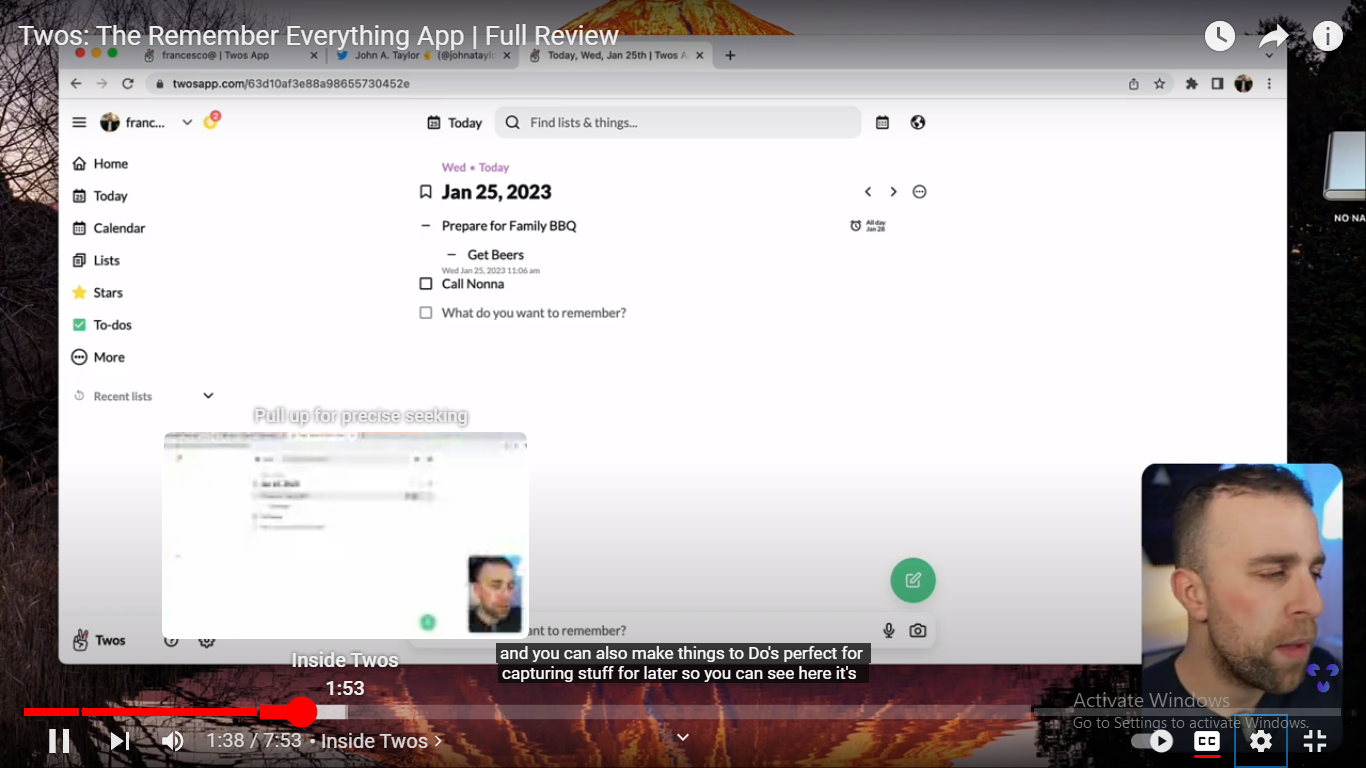 Twos: The Remember Everything App | Full Review
francesco@ | Twos App
John A. Taylor (@johnatayl
Today, Wed, Jan 25th | Twos A
twosapp.com/63d10af3e88a98655730452e
franc...
2
Today
Find lists & things...
Home
Today
Calendar
Lists
Stars
To-dos
More
Recent lists
Wed • Today
Jan 25, 2023
Prepare for Family BBQ
All day
Jan 28
Get Beers
Wed Jan 25, 2023 11:06 am
Call Nonna
What do you want to remember?
NO NA
Pull up for precise seeking
Twos
ant to remember?
and you can also make things to Do's perfect for
capturing stuff for later so you can see here it's
Inside Twos
1:53
Activate Windows
Go to Settings to activate Windows.
1:38 / 7:53 • Inside Twos >
CC